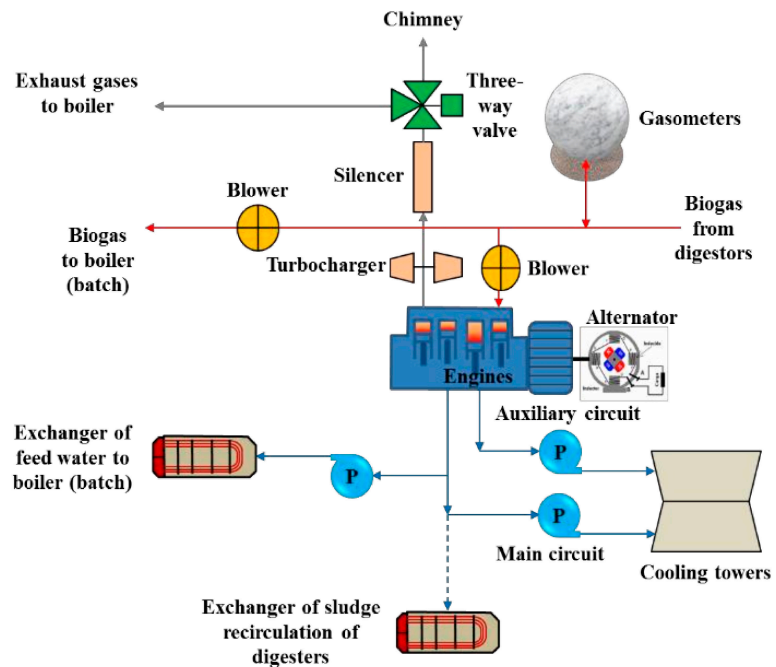 Chimney
Exhaust gases
to boiler
Three-
way
valve
Gasometers
Silencer
Blower
Biogas
to boiler
(batch)
Biogas
from
digestors
Turbocharger
Blower
Alternator
Engines
Auxiliary circuit
Exchanger of
feed water to
boiler (batch)
P
P
P
Main circuit
Cooling towers
Exchanger of sludge
recirculation of
digesters